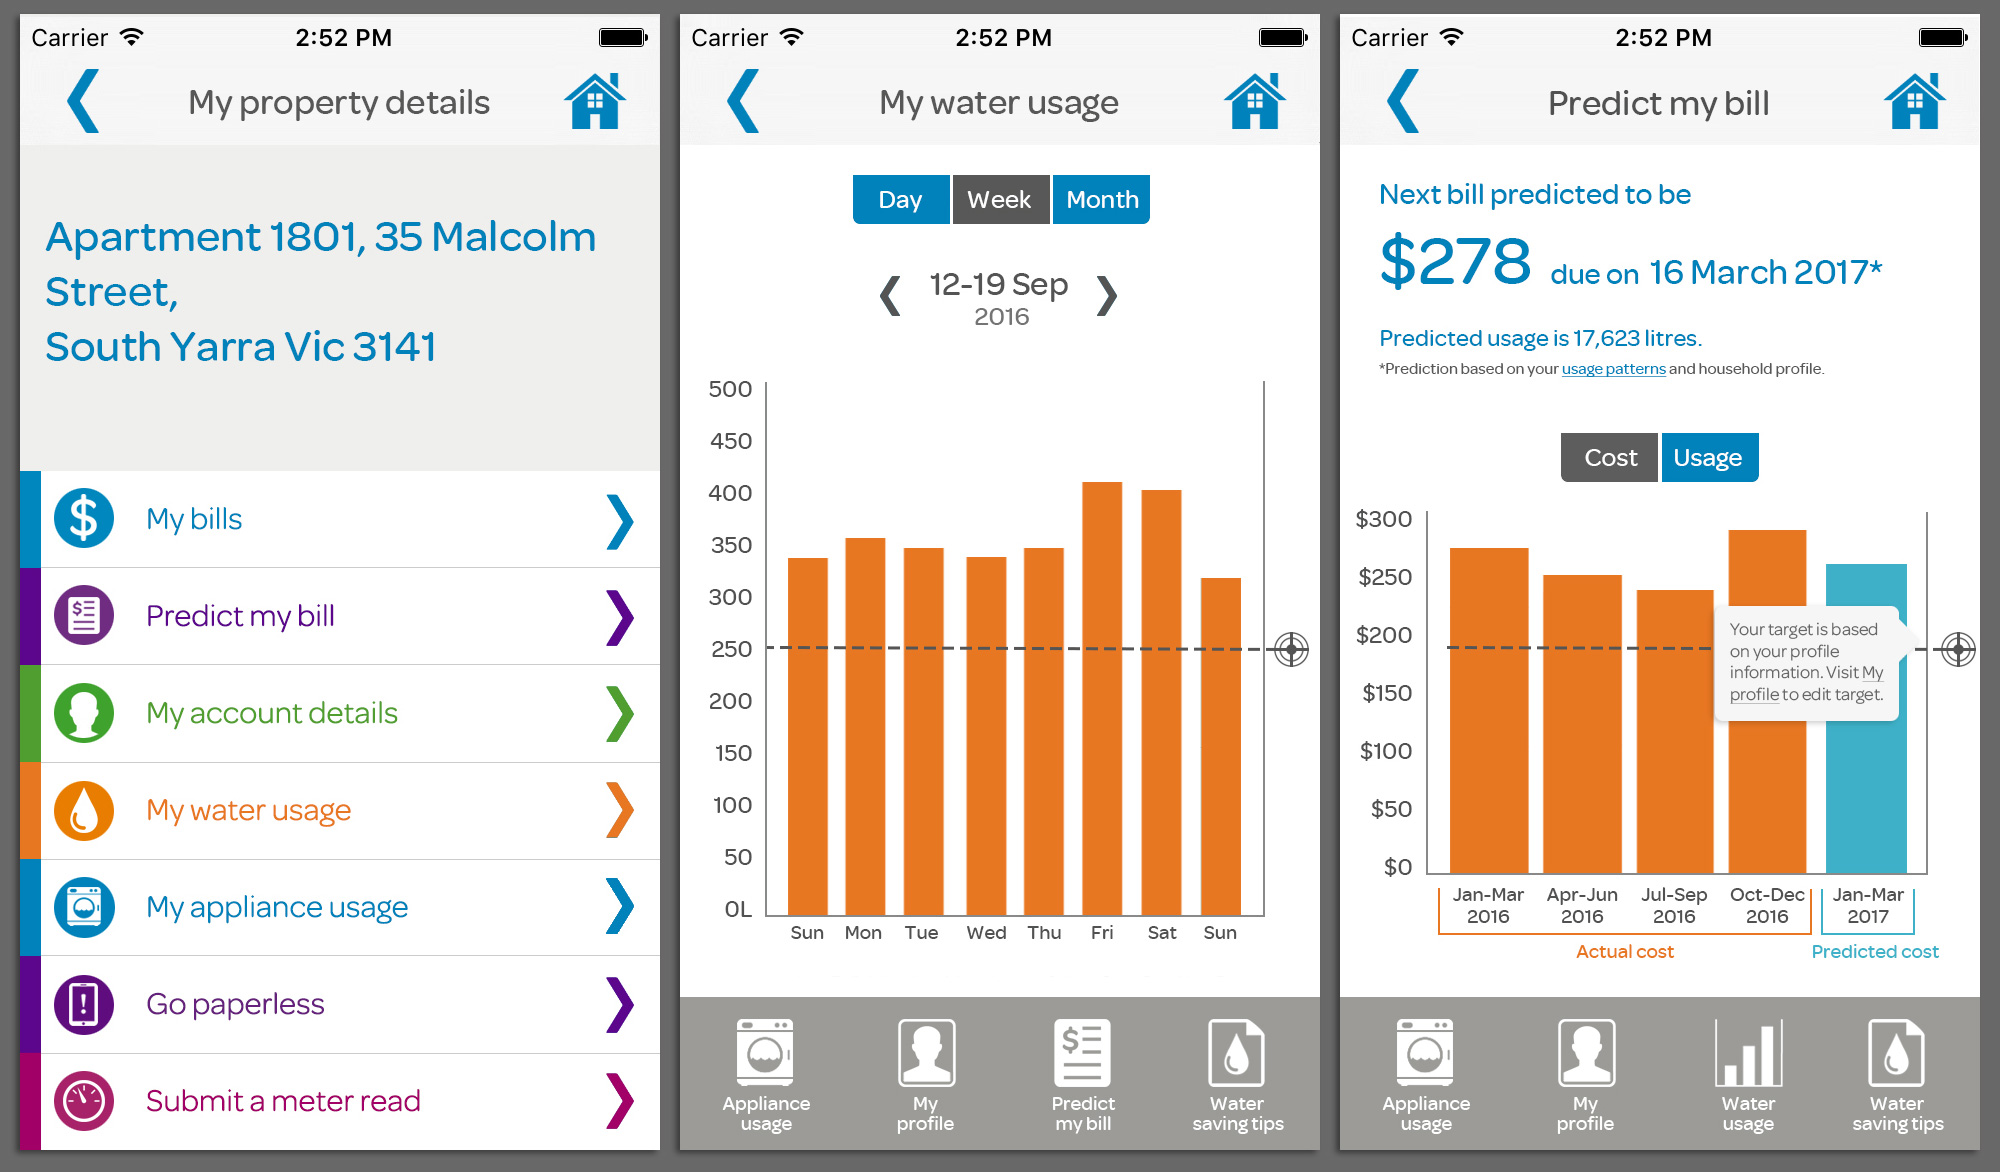 Carrier 2:52 PM
My property details
Apartment 1801, 35 Malcolm
Street,
South Yarra Vic 3141
$ My bills
$ Predict my bill
My account details
My water usage
My appliance usage
! Go paperless
Submit a meter read
Carrier 2:52 PM
My water usage
Day Week Month
12-19 Sep
2016
500
450
400
350
300
250
200
150
100
50
0L
Sun Mon Tue Wed Thu Fri Sat Sun
$
Appliance My Predict Water
usage profile my bill saving tips
Carrier 2:52 PM
Predict my bill
Next bill predicted to be
$278 due on 16 March 2017*
Predicted usage is 17,623 litres.
*Prediction based on your usage patterns and household profile.
Cost Usage
$300
$250
$200
$150
$100
$50
$0
Your target is based
on your profile
information. Visit My
profile to edit target.
Jan-Mar Apr-Jun Jul-Sep Oct-Dec Jan-Mar
2016 2016 2016 2016 2017
Actual cost Predicted cost
Appliance My Water Water
usage profile usage saving tips